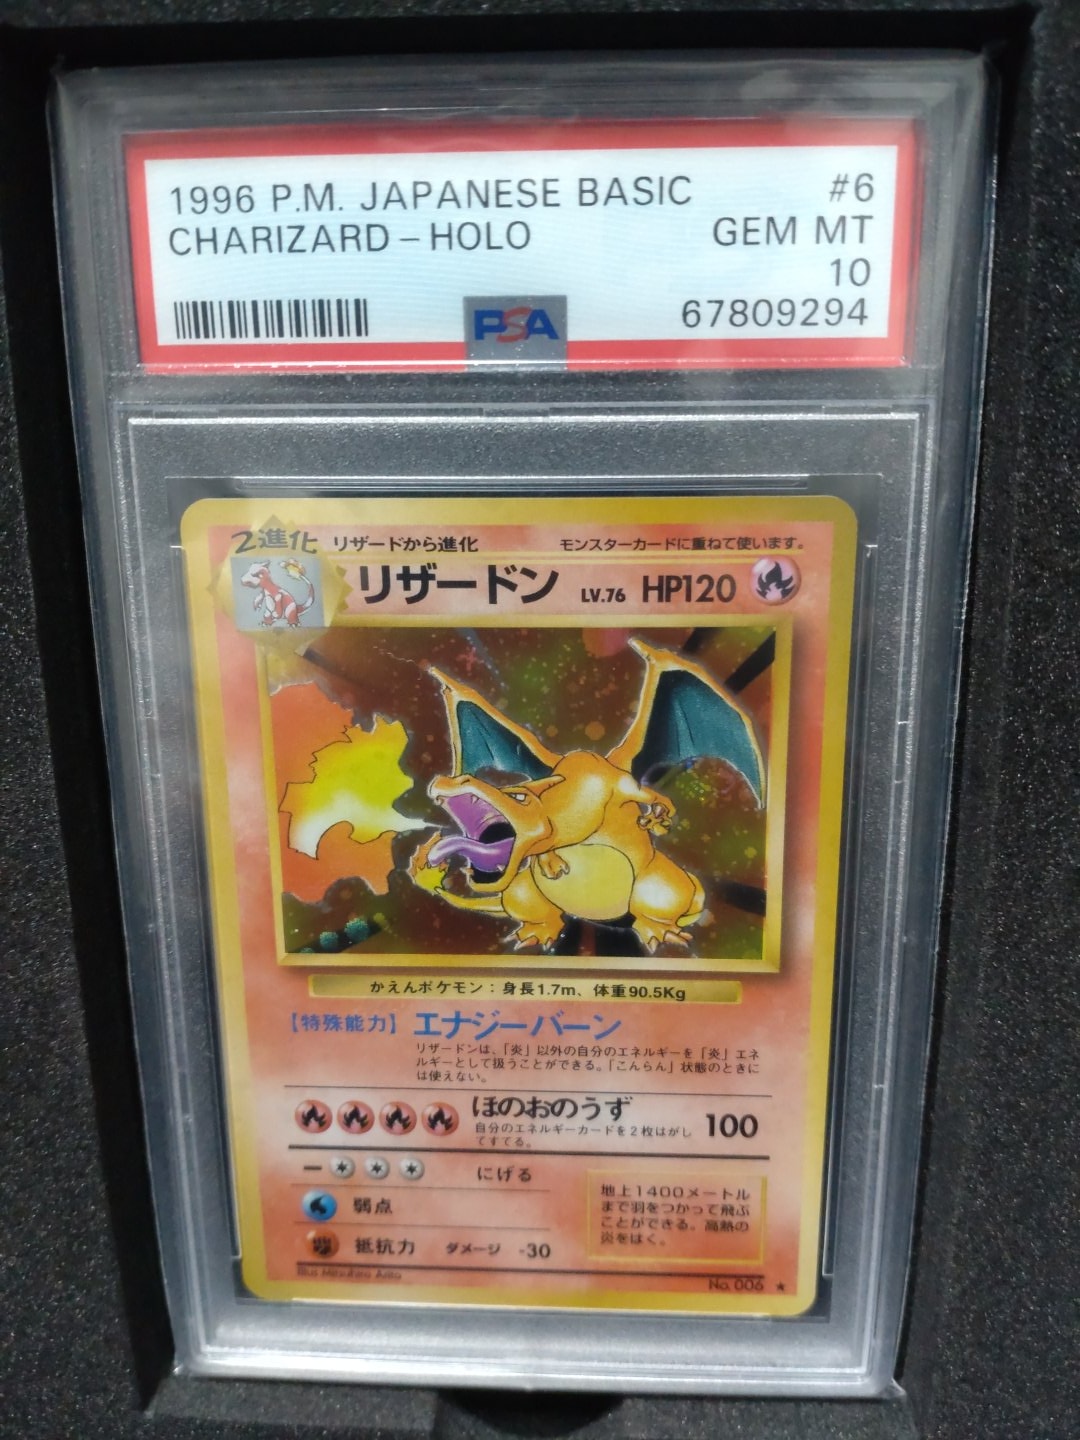 1996 P.M. JAPANESE BASIC #6
CHARIZARD – HOLO GEM MT
10
PSA 67809294
2進化 リザードから進化 モンスターカードに重ねて使います。
リザードン LV.76 HP120
かえんポケモン：身長1.7m、体重90.5Kg
【特殊能力】エナジーバーン
リザードンは、「炎」以外の自分のエネルギーを「炎」エネ
ルギーとして扱うことができる。「こんらん」状態のときに
は使えない。
ほのおのうず 100
自分のエネルギーカードを2枚はがし
てすてる。
にげる
弱点
抵抗力 ダメージ -30
地上1400メートル
まで羽をつかって飛ぶ
ことができる。高熱の
炎をはく。
Illus. Mitsuhiro Arita No. 006 ★